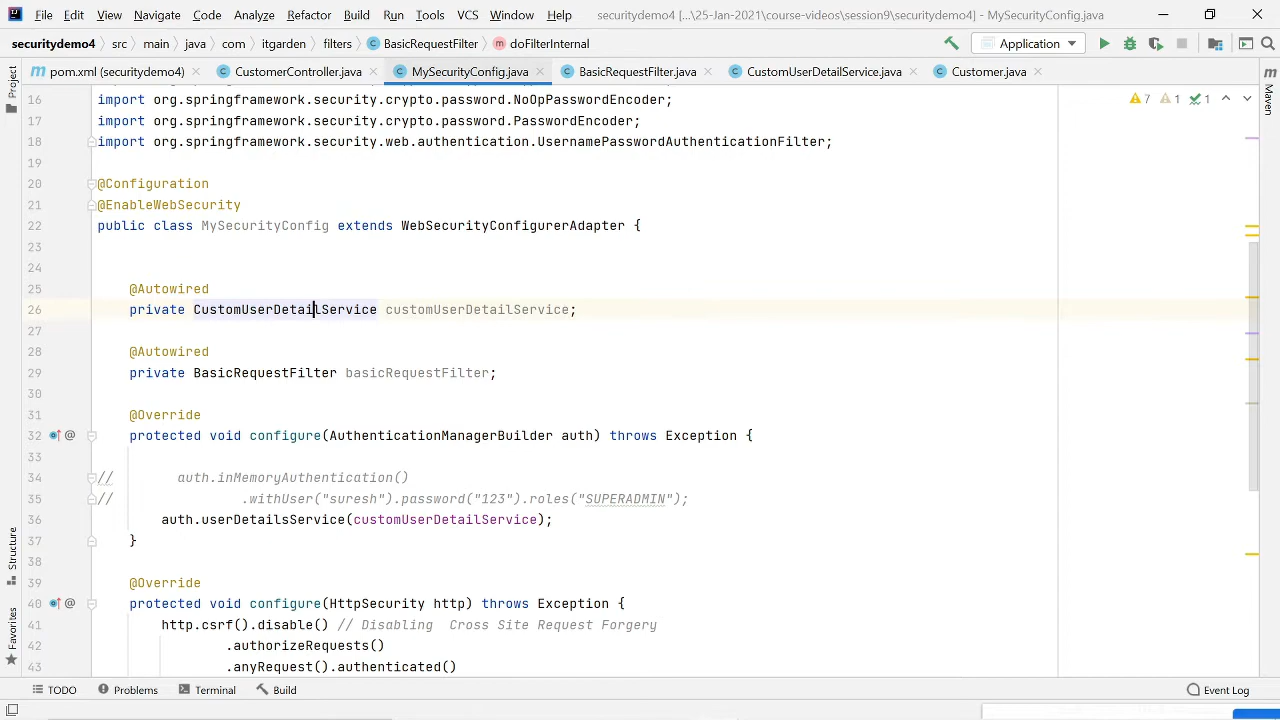 File Edit View Navigate Code Analyze Refactor Build Run Tools VCS Window Help securitydemo4 [...\25-Jan-2021\course-videos\session9\securitydemo4] - MySecurityConfig.java
securitydemo4 src main java com itgarden filters BasicRequestFilter doFilterInternal Application
pom.xml (securitydemo4) CustomerController.java MySecurityConfig.java BasicRequestFilter.java CustomUserDetailService.java Customer.java
Project
Maven
7 1 1
16 import org.springframework.security.crypto.password.NoOpPasswordEncoder;
17 import org.springframework.security.crypto.password.PasswordEncoder;
18 import org.springframework.security.web.authentication.UsernamePasswordAuthenticationFilter;
19
20 @Configuration
21 @EnableWebSecurity
22 public class MySecurityConfig extends WebSecurityConfigurerAdapter {
23
24
25 @Autowired
26 private CustomUserDetailService customUserDetailService;
27
28 @Autowired
29 private BasicRequestFilter basicRequestFilter;
30
31 @Override
32 protected void configure(AuthenticationManagerBuilder auth) throws Exception {
33
34 // auth.inMemoryAuthentication()
35 // .withUser("suresh").password("123").roles("SUPERADMIN");
36 auth.userDetailsService(customUserDetailService);
37 }
38
39 @Override
40 protected void configure(HttpSecurity http) throws Exception {
41 http.csrf().disable() // Disabling  Cross Site Request Forgery
42 .authorizeRequests()
43 .anyRequest().authenticated()
Structure
Favorites
TODO Problems Terminal Build Event Log